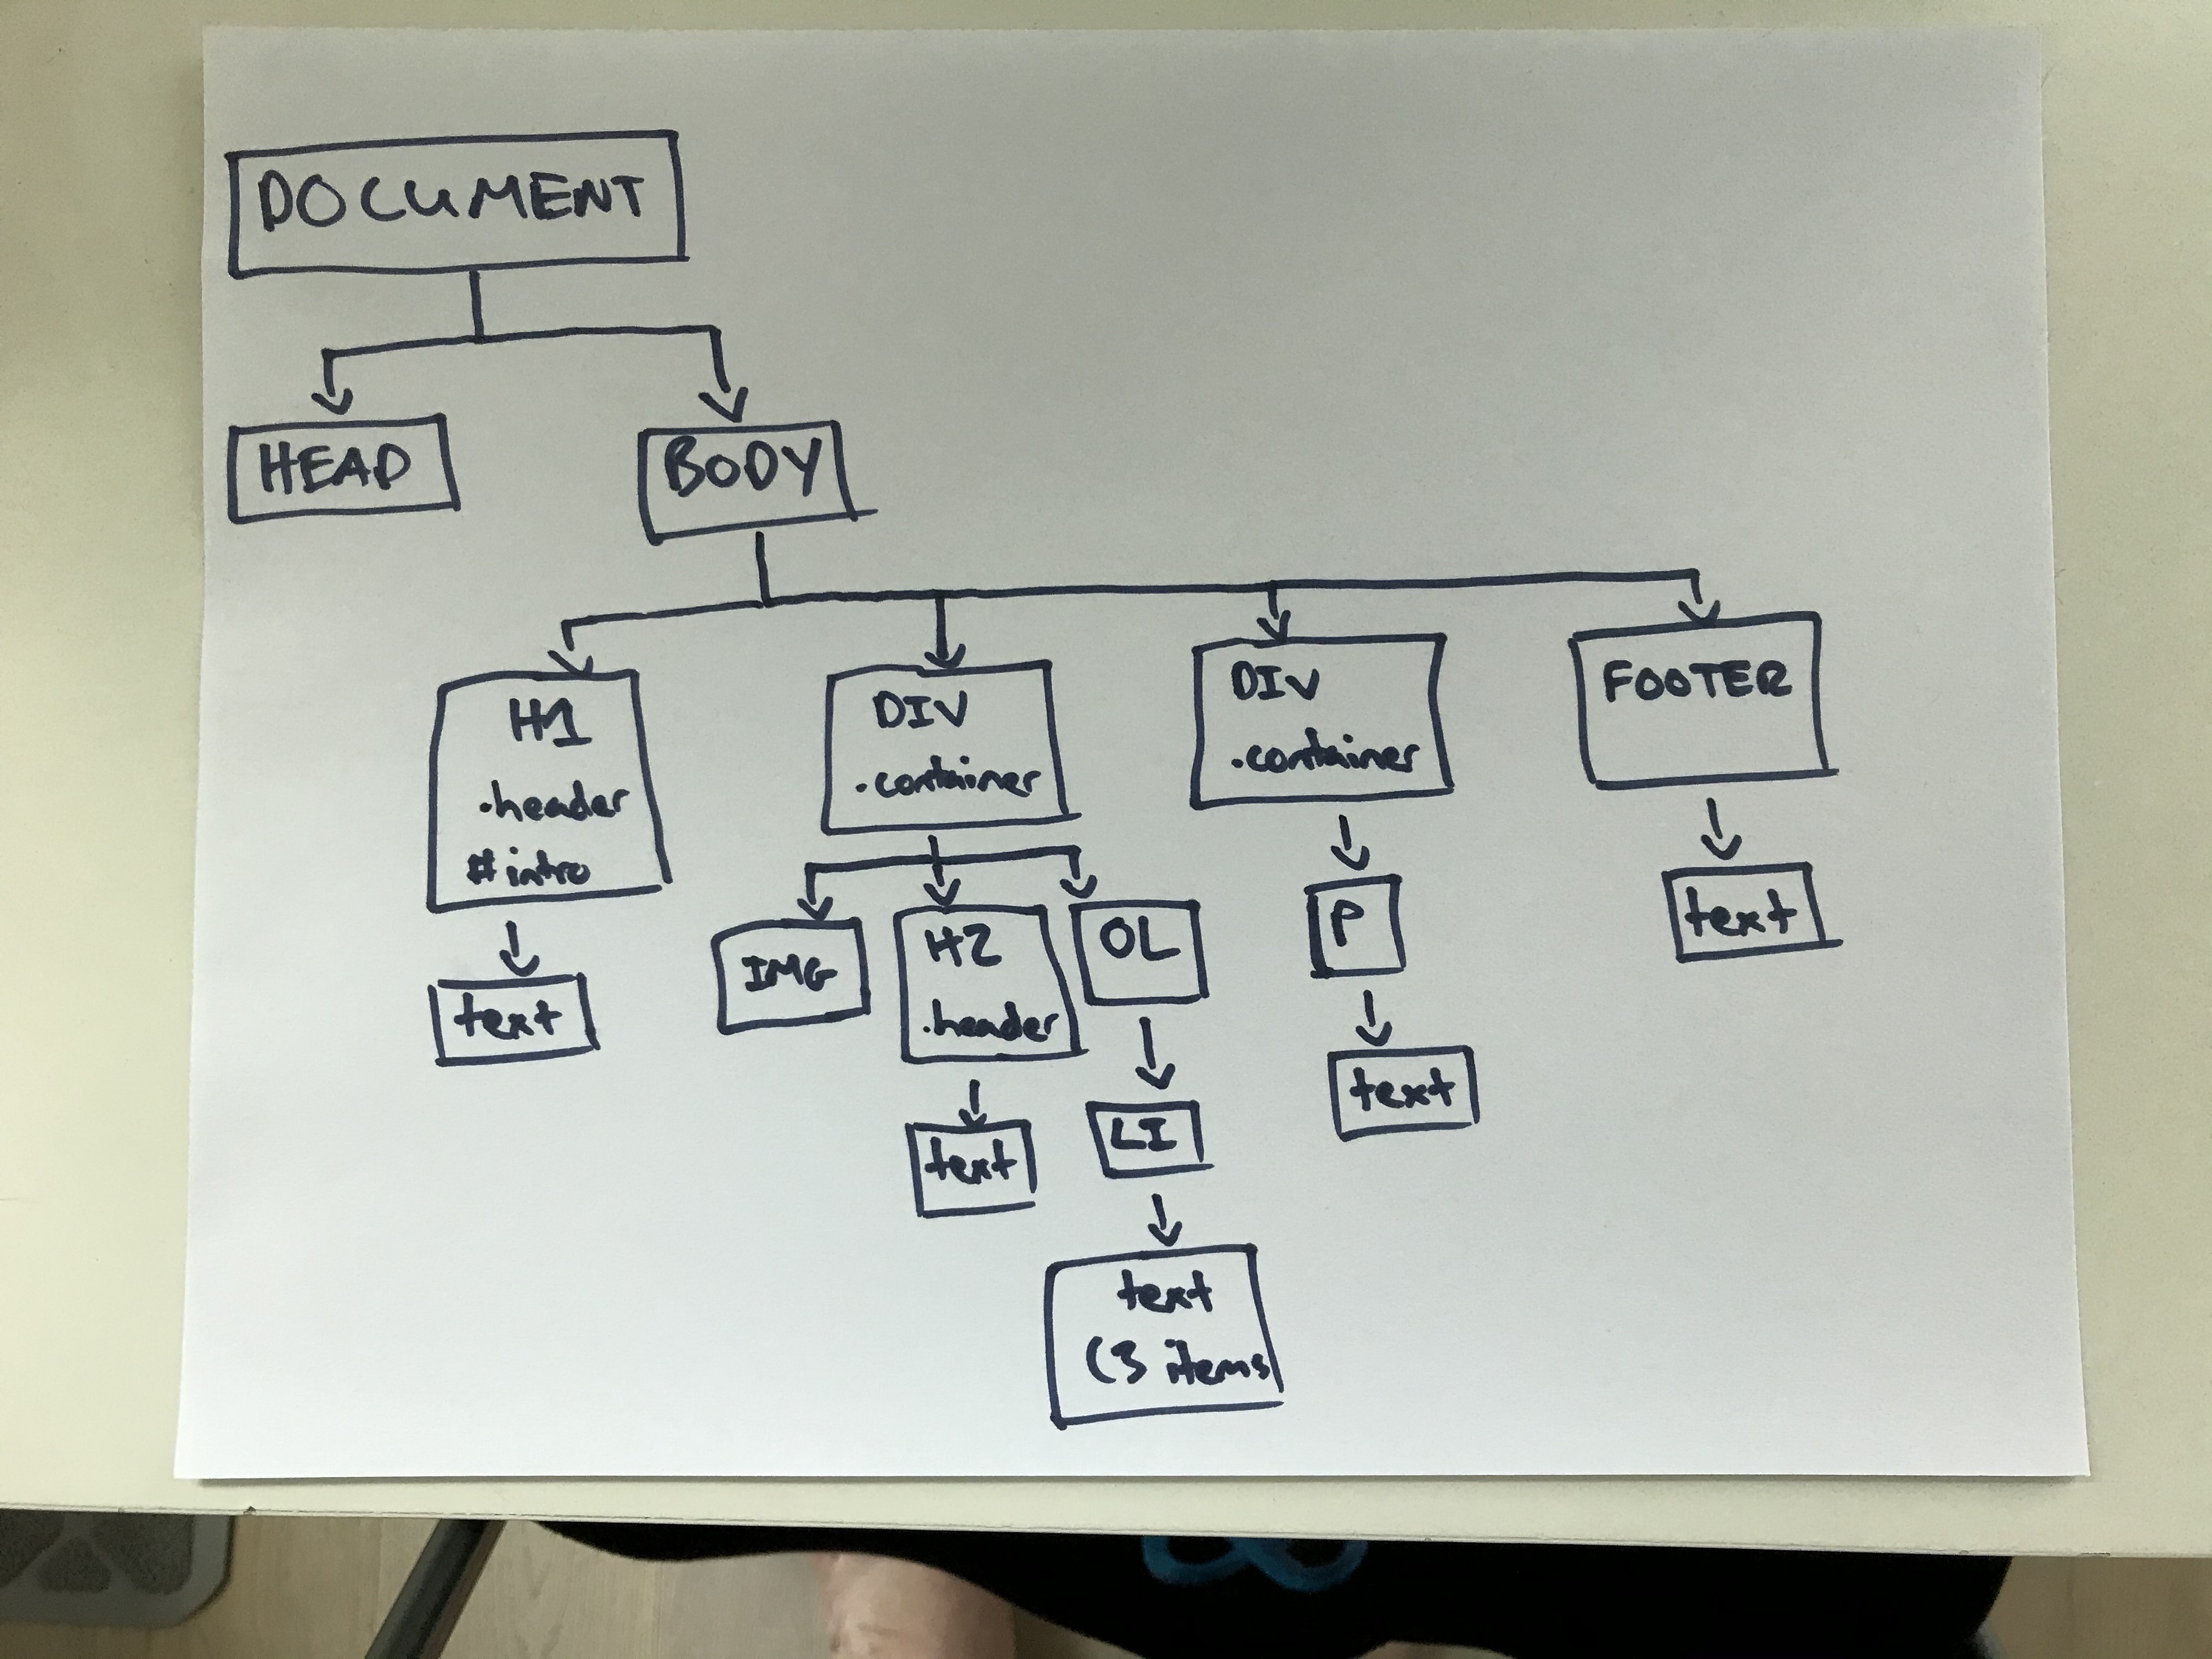 DOCUMENT
HEAD
BODY
H1
.header
#intro
text
DIV
.container
IMG
H2
.header
text
OL
LI
text
(3 items
DIV
.container
P
text
FOOTER
text